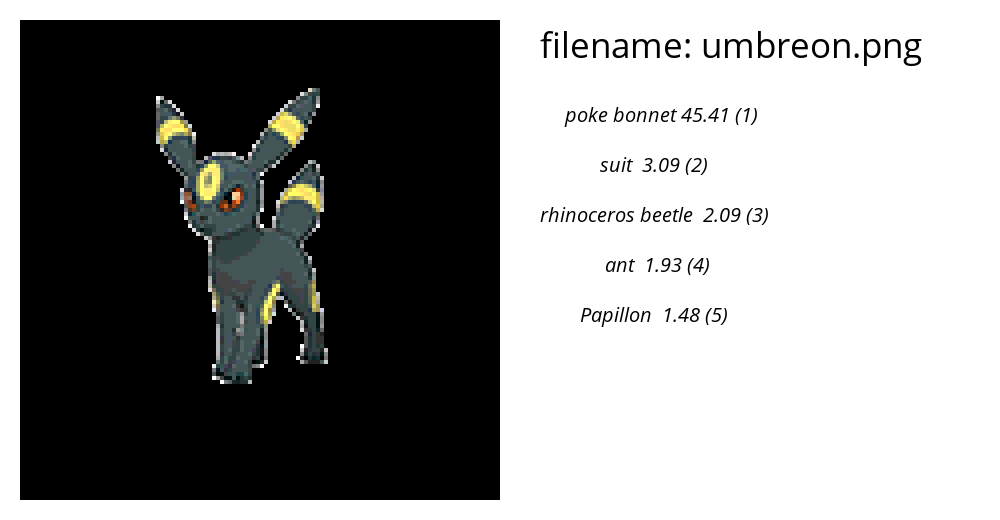 filename: umbreon.png
poke bonnet 45.41 (1)
suit 3.09 (2)
rhinoceros beetle 2.09 (3)
ant 1.93 (4)
Papillon 1.48 (5)